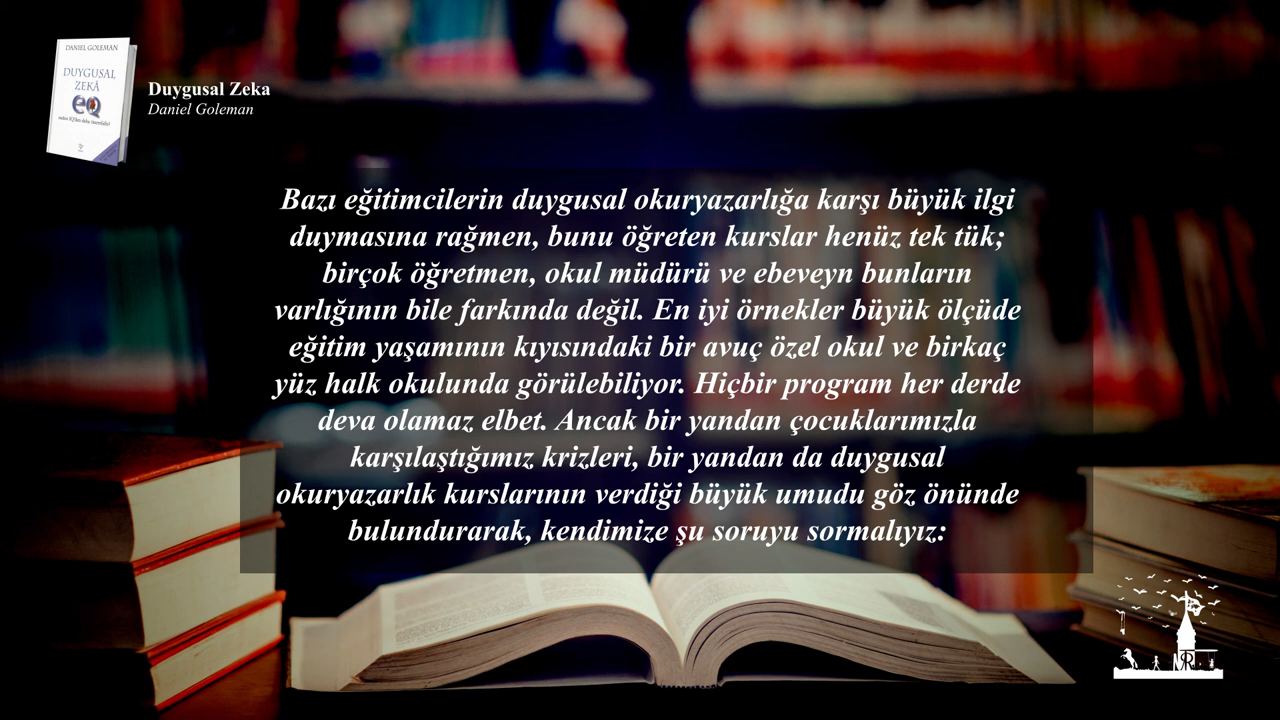 DANIEL GOLEMAN
DUYGUSAL
ZEKÂ
EQ
Duygusal Zeka
Daniel Goleman
Bazı eğitimcilerin duygusal okuryazarlığa karşı büyük ilgi
duymasına rağmen, bunu öğreten kurslar henüz tek tük;
birçok öğretmen, okul müdürü ve ebeveyn bunların
varlığının bile farkında değil. En iyi örnekler büyük ölçüde
eğitim yaşamının kıyısındaki bir avuç özel okul ve birkaç
yüz halk okulunda görülebiliyor. Hiçbir program her derde
deva olamaz elbet. Ancak bir yandan çocuklarımızla
karşılaştığımız krizleri, bir yandan da duygusal
okuryazarlık kurslarının verdiği büyük umudu göz önünde
bulundurarak, kendimize şu soruyu sormalıyız: